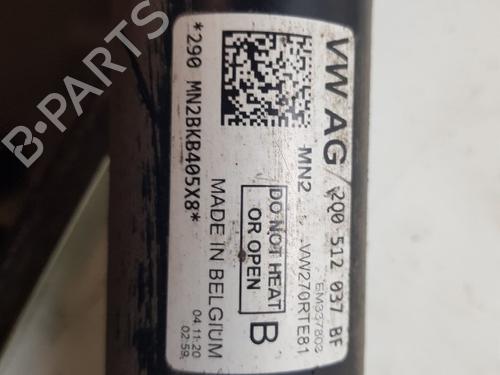 VW AG/2Q0 512 037 BF
MN2
VW270RTE81
DO NOT HEAT
OR OPEN
B
*290 MN2BKB405X8*
MADE IN BELGIUM
04.11.20
02:59
B-PARTS